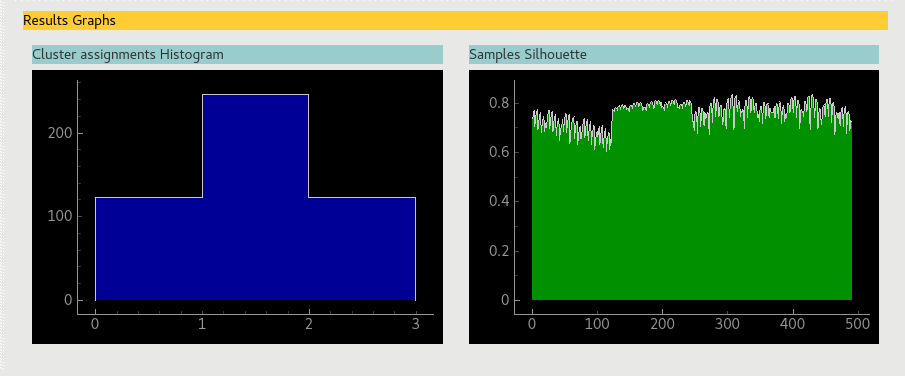 Results Graphs
Cluster assignments Histogram
200
100
0
0 1 2 3
Samples Silhouette
0.8
0.6
0.4
0.2
0
0 100 200 300 400 500